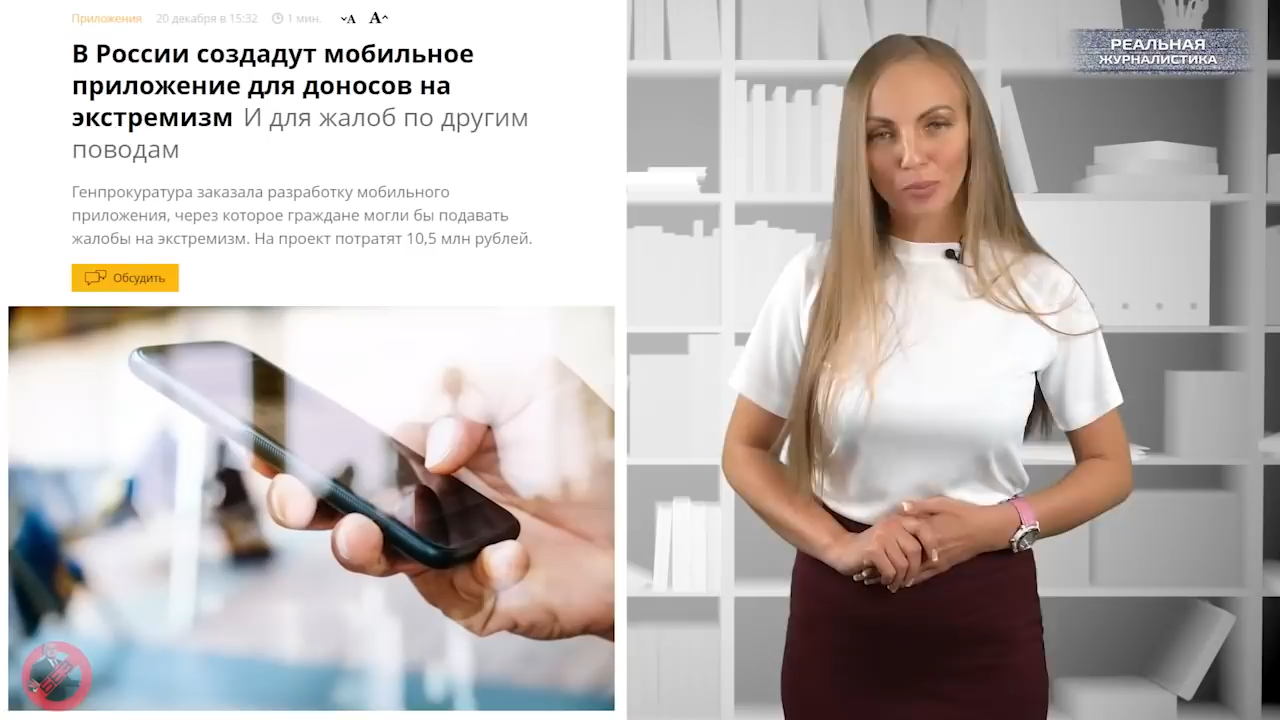 Приложения 20 декабря в 15:32 1 мин. A A
В России создадут мобильное
приложение для доносов на
экстремизм И для жалоб по другим
поводам
Генпрокуратура заказала разработку мобильного
приложения, через которое граждане могли бы подавать
жалобы на экстремизм. На проект потратят 10,5 млн рублей.
Обсудить
РЕАЛЬНАЯ
ЖУРНАЛИСТИКА